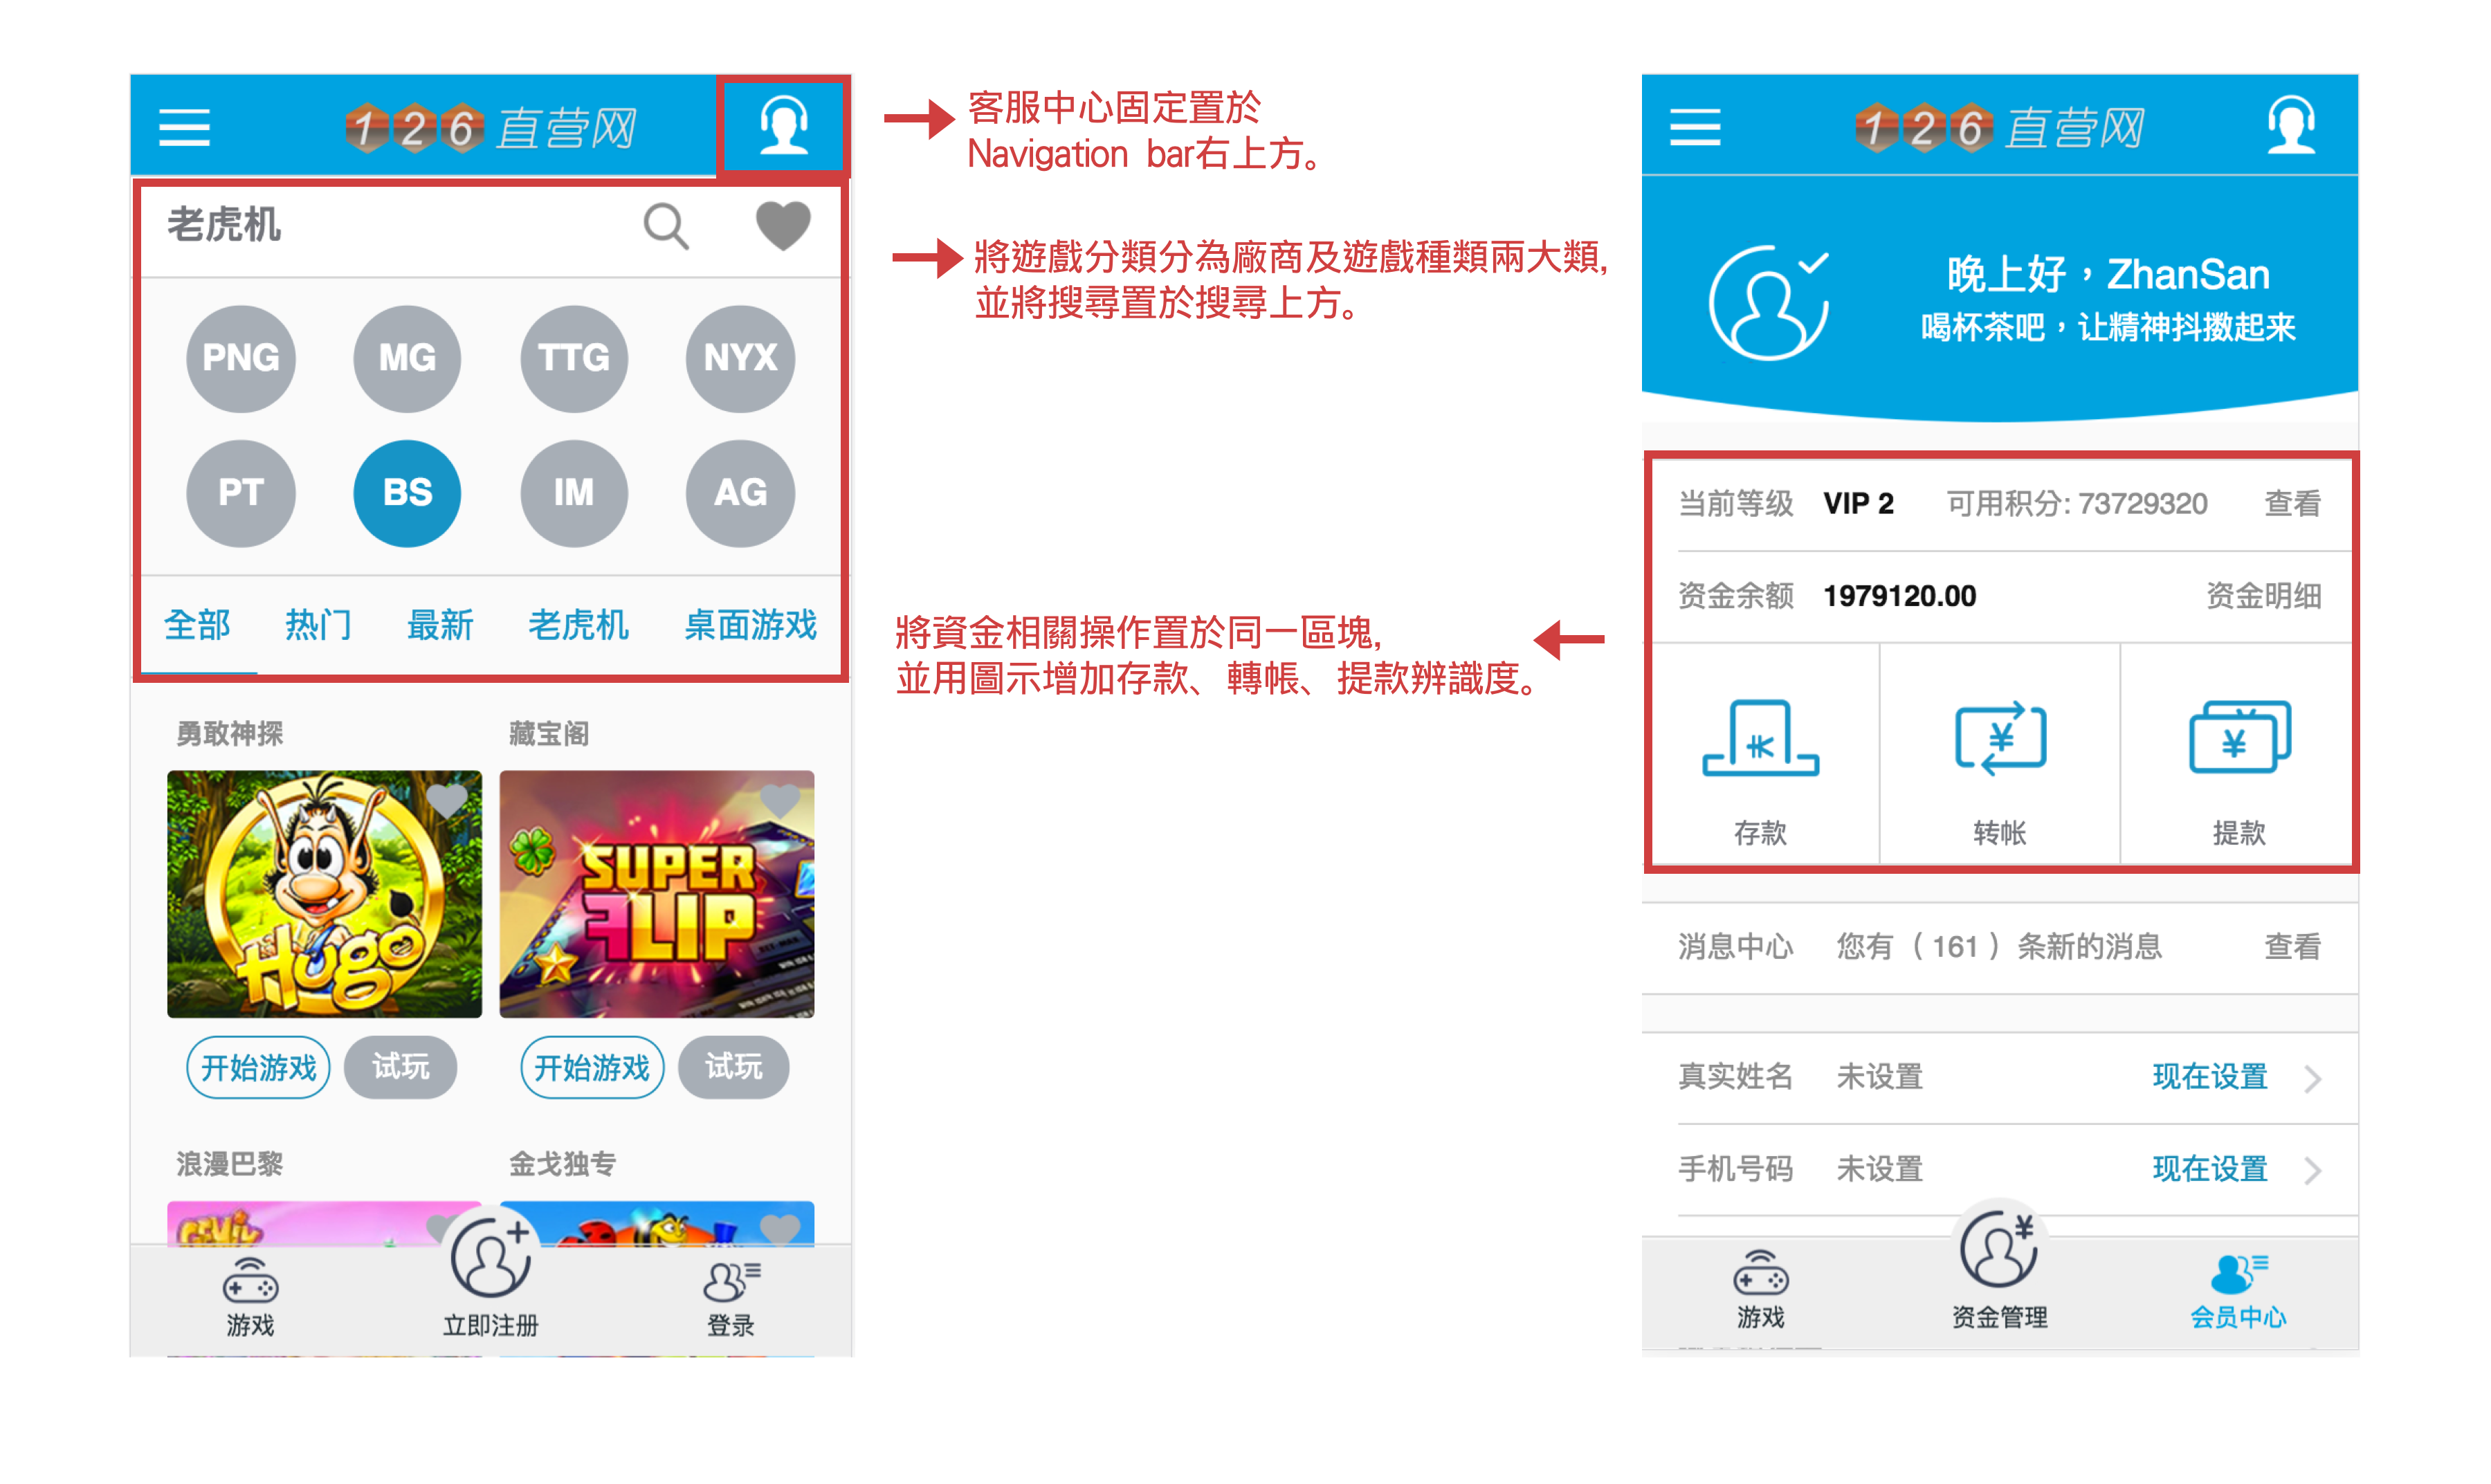 126 直营网
老虎机
PNG MG TTG NYX
PT BS IM AG
全部 热门 最新 老虎机 桌面游戏
勇敢神探 藏宝阁
Hugo
SUPER
FLIP
开始游戏 试玩 开始游戏 试玩
浪漫巴黎 金戈独专
游戏 立即注册 登录
客服中心固定置於
Navigation bar右上方。
將遊戲分類分為廠商及遊戲種類兩大類,
並將搜尋置於搜尋上方。
將資金相關操作置於同一區塊,
並用圖示增加存款、轉帳、提款辨識度。
126 直营网
晚上好，ZhanSan
喝杯茶吧，让精神抖擞起来
当前等级 VIP 2 可用积分: 73729320 查看
资金余额 1979120.00 资金明细
存款 转帐 提款
消息中心 您有（161）条新的消息 查看
真实姓名 未设置 现在设置
手机号码 未设置 现在设置
游戏 资金管理 会员中心